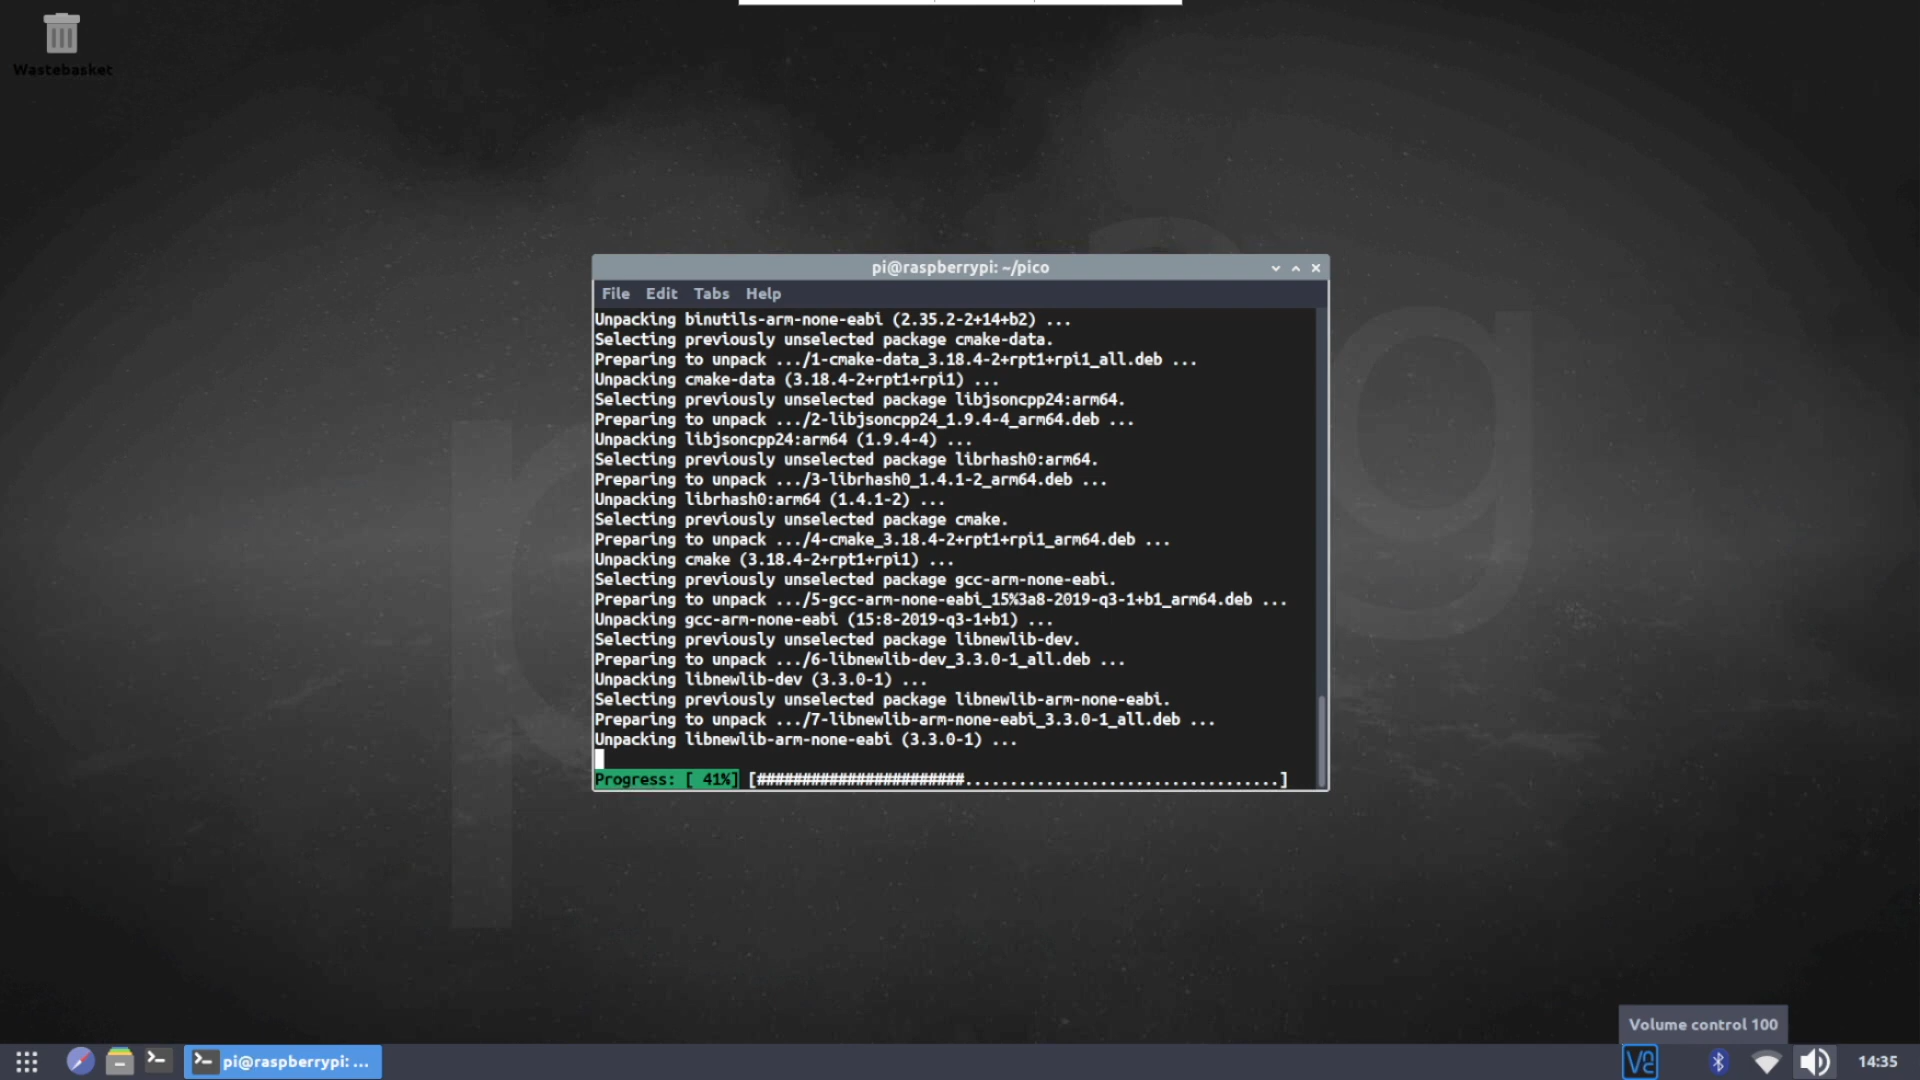 Wastebasket
pi@raspberrypi: ~/pico
File Edit Tabs Help
Unpacking binutils-arm-none-eabi (2.35.2-2+14+b2) ...
Selecting previously unselected package cmake-data.
Preparing to unpack .../1-cmake-data_3.18.4-2+rpt1+rpi1_all.deb ...
Unpacking cmake-data (3.18.4-2+rpt1+rpi1) ...
Selecting previously unselected package libjsoncpp24:arm64.
Preparing to unpack .../2-libjsoncpp24_1.9.4-4_arm64.deb ...
Unpacking libjsoncpp24:arm64 (1.9.4-4) ...
Selecting previously unselected package librhash0:arm64.
Preparing to unpack .../3-librhash0_1.4.1-2_arm64.deb ...
Unpacking librhash0:arm64 (1.4.1-2) ...
Selecting previously unselected package cmake.
Preparing to unpack .../4-cmake_3.18.4-2+rpt1+rpi1_arm64.deb ...
Unpacking cmake (3.18.4-2+rpt1+rpi1) ...
Selecting previously unselected package gcc-arm-none-eabi.
Preparing to unpack .../5-gcc-arm-none-eabi_15%3a8-2019-q3-1+b1_arm64.deb ...
Unpacking gcc-arm-none-eabi (15:8-2019-q3-1+b1) ...
Selecting previously unselected package libnewlib-dev.
Preparing to unpack .../6-libnewlib-dev_3.3.0-1_all.deb ...
Unpacking libnewlib-dev (3.3.0-1) ...
Selecting previously unselected package libnewlib-arm-none-eabi.
Preparing to unpack .../7-libnewlib-arm-none-eabi_3.3.0-1_all.deb ...
Unpacking libnewlib-arm-none-eabi (3.3.0-1) ...
Progress: [ 41%] [#######################...................................]
Volume control 100
pi@raspberrypi: ...
14:35